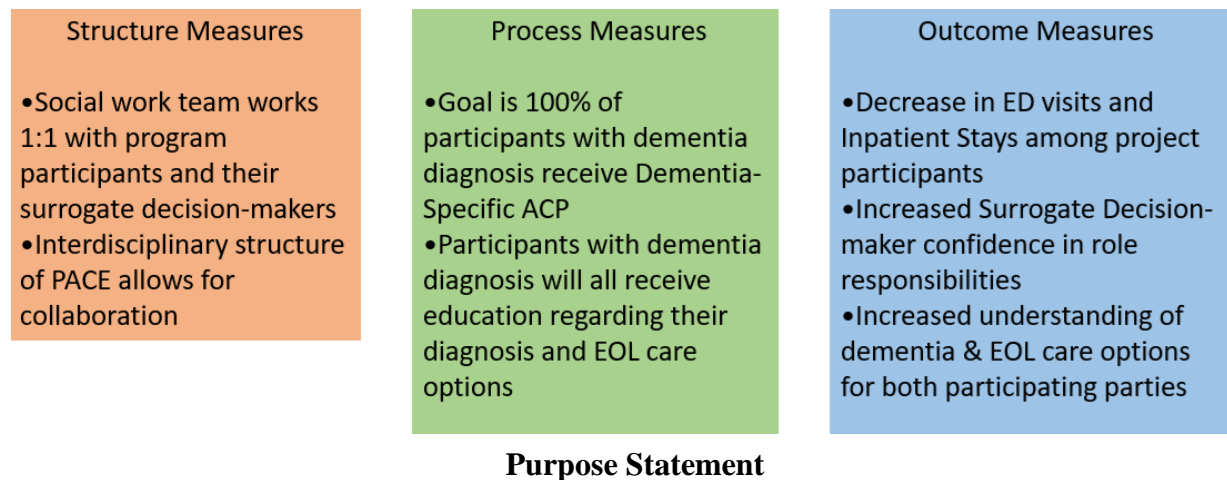 Structure Measures
•Social work team works
1:1 with program
participants and their
surrogate decision-makers
•Interdisciplinary structure
of PACE allows for
collaboration
Process Measures
•Goal is 100% of
participants with dementia
diagnosis receive Dementia-
Specific ACP
•Participants with dementia
diagnosis will all receive
education regarding their
diagnosis and EOL care
options
Outcome Measures
•Decrease in ED visits and
Inpatient Stays among project
participants
•Increased Surrogate Decision-
maker confidence in role
responsibilities
•Increased understanding of
dementia & EOL care options
for both participating parties
Purpose Statement